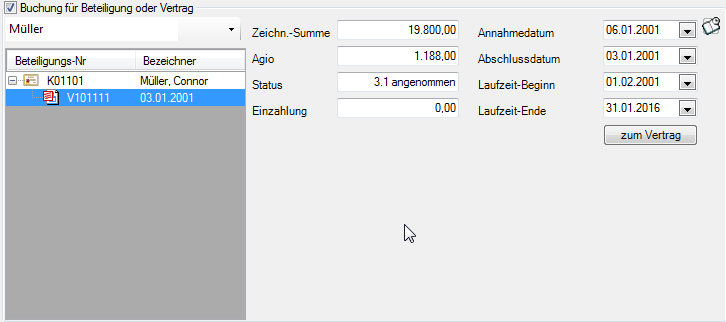 Buchung für Beteiligung oder Vertrag
Müller
Beteiligungs-Nr Bezeichner
K01101 Müller, Connor
V101111 03.01.2001
Zeichn.-Summe 19.800,00
Agio 1.188,00
Status 3.1 angenommen
Einzahlung 0,00
Annahmedatum 06.01.2001
Abschlussdatum 03.01.2001
Laufzeit-Beginn 01.02.2001
Laufzeit-Ende 31.01.2016
zum Vertrag